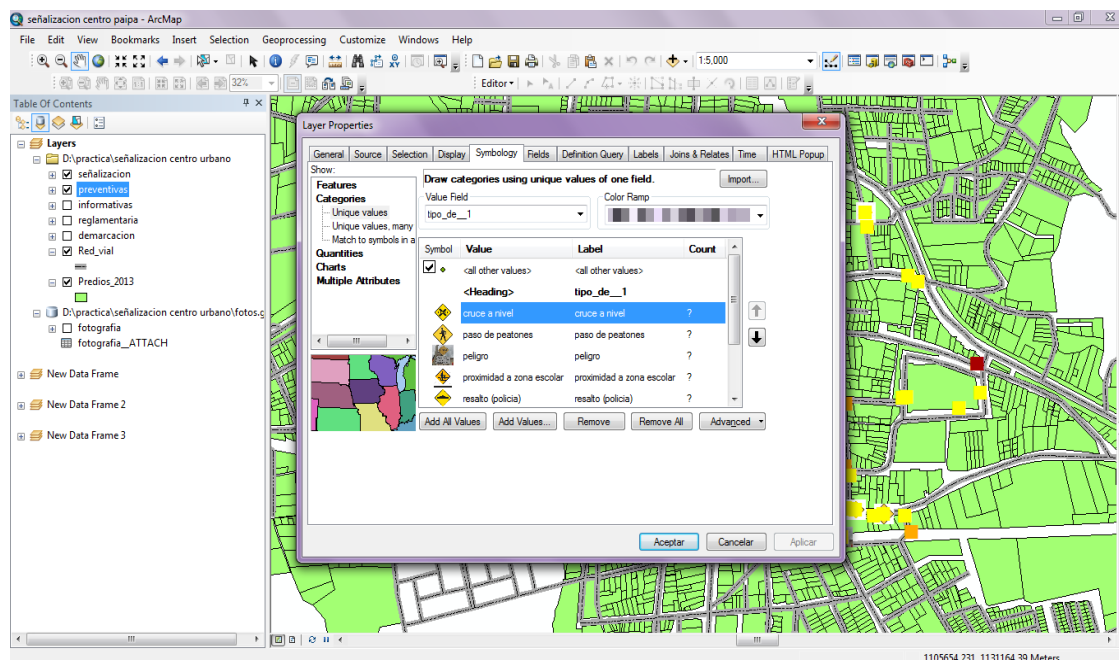 señalizacion centro paipa - ArcMap
File Edit View Bookmarks Insert Selection Geoprocessing Customize Windows Help
1:5,000
32%
Editor
Table Of Contents
Layers
D:\practica\señalizacion centro urbano
señalizacion
preventivas
informativas
reglamentaria
demarcacion
Red_vial
Predios_2013
D:\practica\señalizacion centro urbano\fotos.g
fotografia
fotografia__ATTACH
New Data Frame
New Data Frame 2
New Data Frame 3
Layer Properties
General Source Selection Display Symbology Fields Definition Query Labels Joins & Relates Time HTML Popup
Show:
Features
Categories
Unique values
Unique values, many
Match to symbols in a
Quantities
Charts
Multiple Attributes
Draw categories using unique values of one field.
Import...
Value Field
tipo_de__1
Color Ramp
Symbol Value Label Count
<all other values> <all other values>
<Heading> tipo_de__1
cruce a nivel cruce a nivel ?
paso de peatones paso de peatones ?
peligro peligro ?
proximidad a zona escolar proximidad a zona escolar ?
resalto (policia) resalto (policia) ?
Add All Values Add Values... Remove Remove All Advanced
Aceptar Cancelar Aplicar
1105654,231 1131164,39 Meters